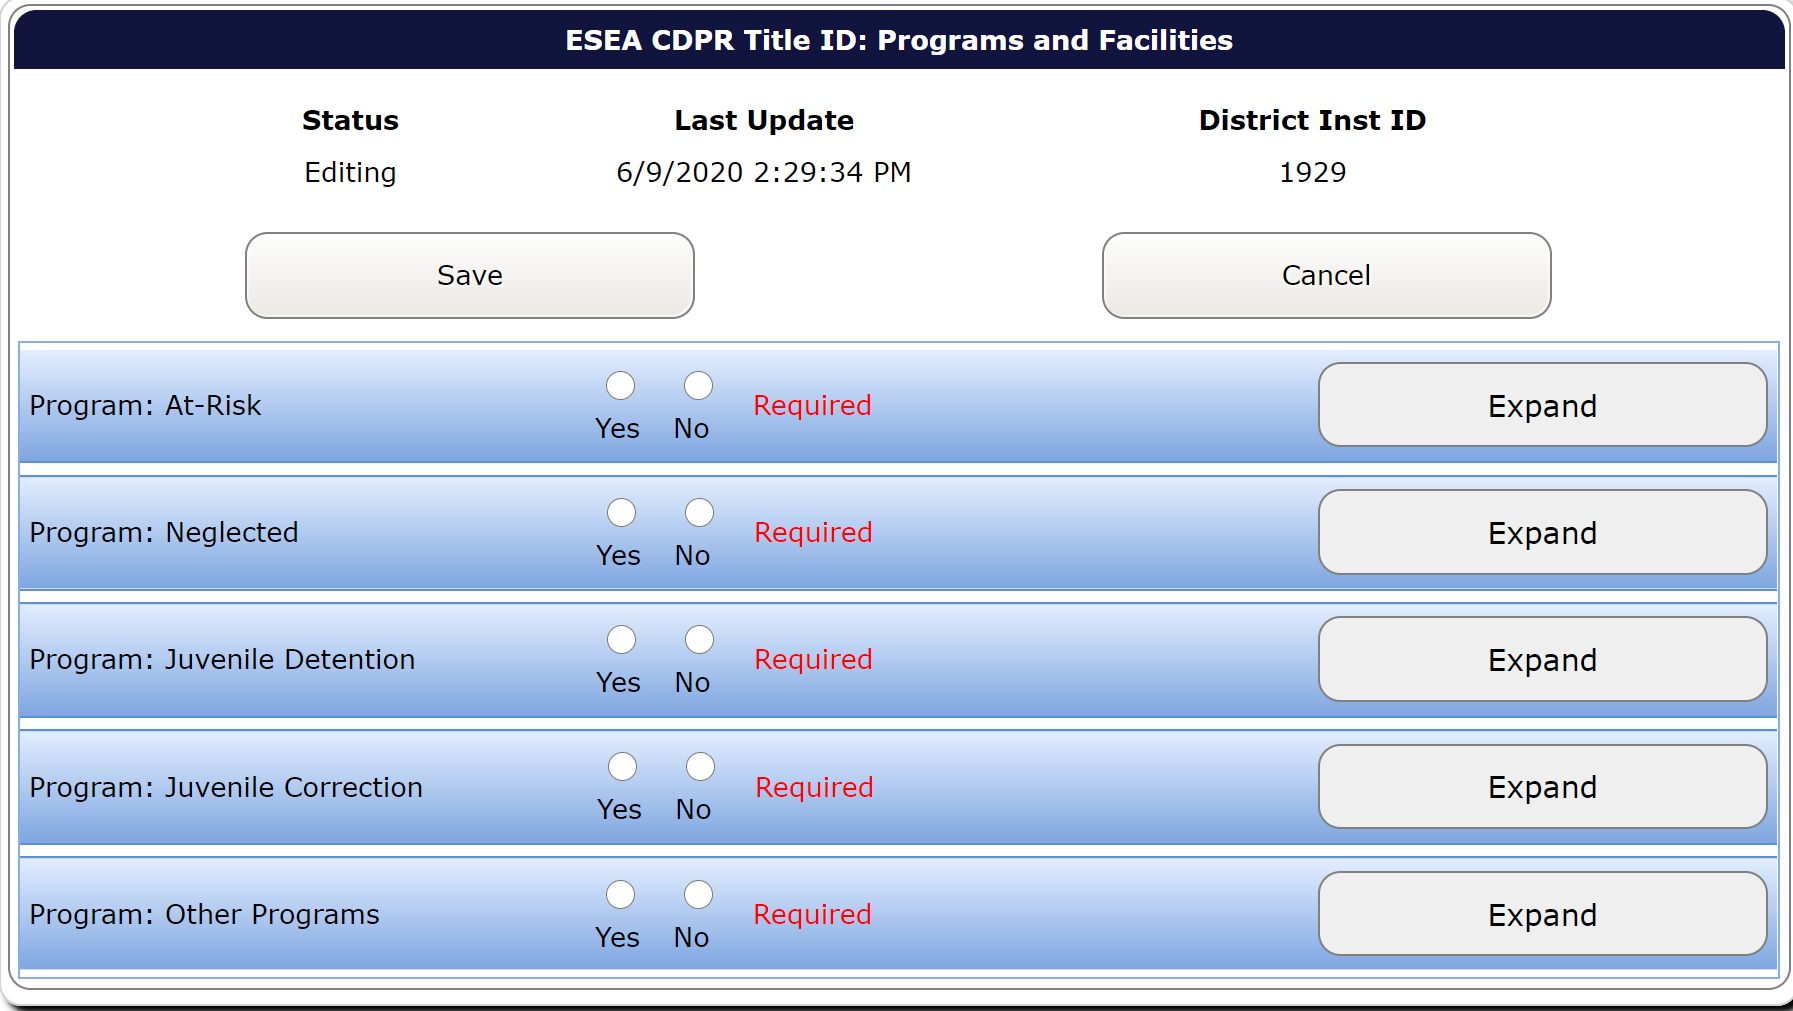 ESEA CDPR Title ID: Programs and Facilities
Status Last Update District Inst ID
Editing 6/9/2020 2:29:34 PM 1929
Save Cancel
Program: At-Risk Yes No Required Expand
Program: Neglected Yes No Required Expand
Program: Juvenile Detention Yes No Required Expand
Program: Juvenile Correction Yes No Required Expand
Program: Other Programs Yes No Required Expand